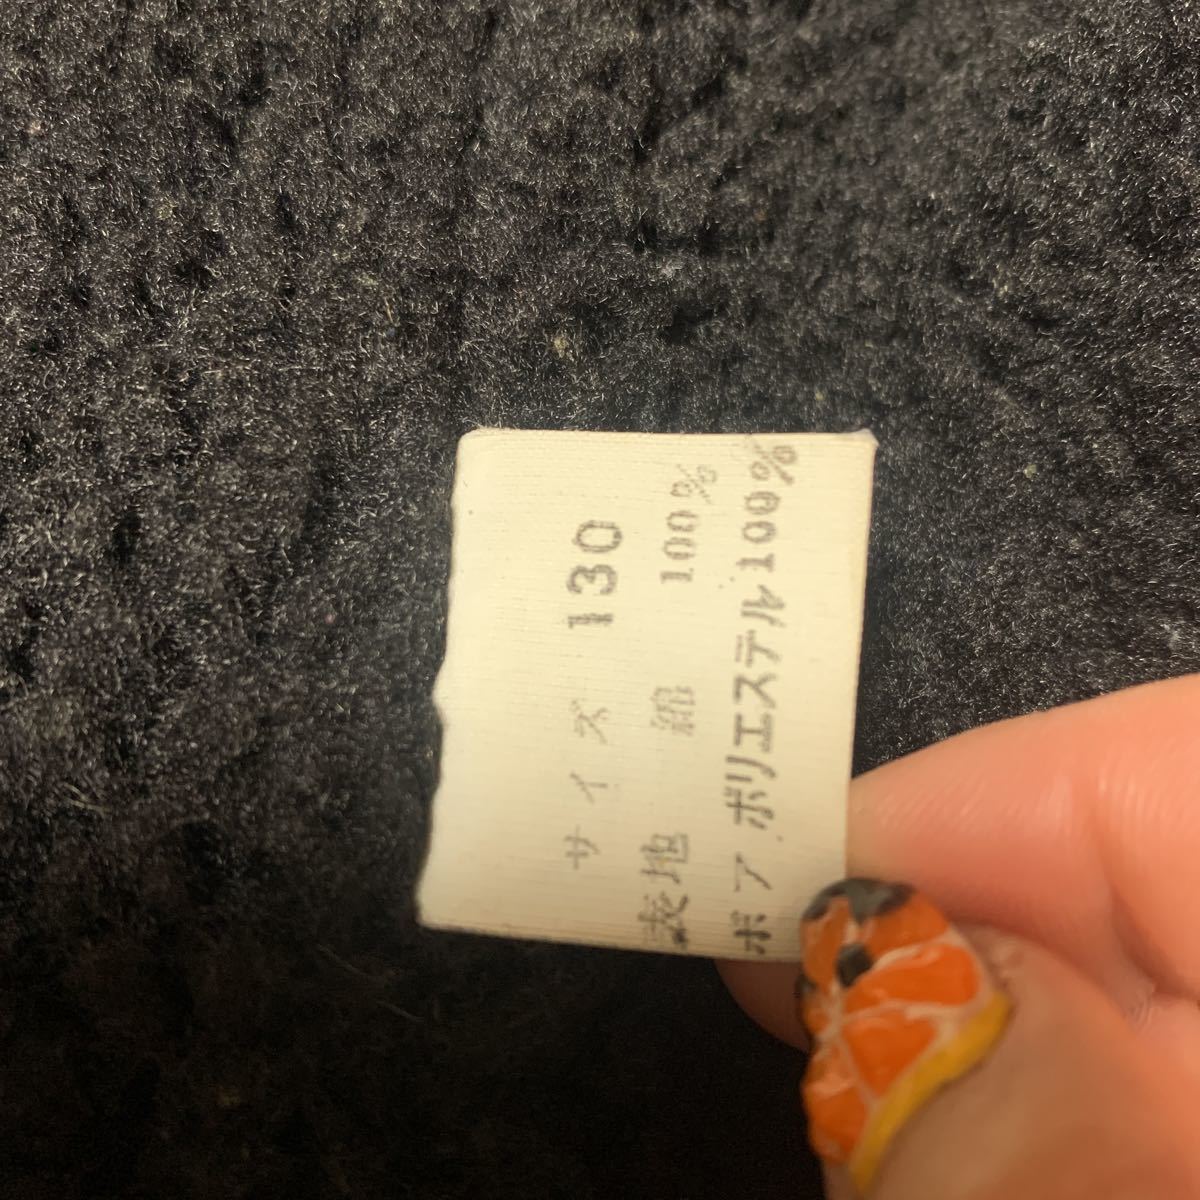 サイズ 130
表地 綿 100%
ボア ポリエステル100%